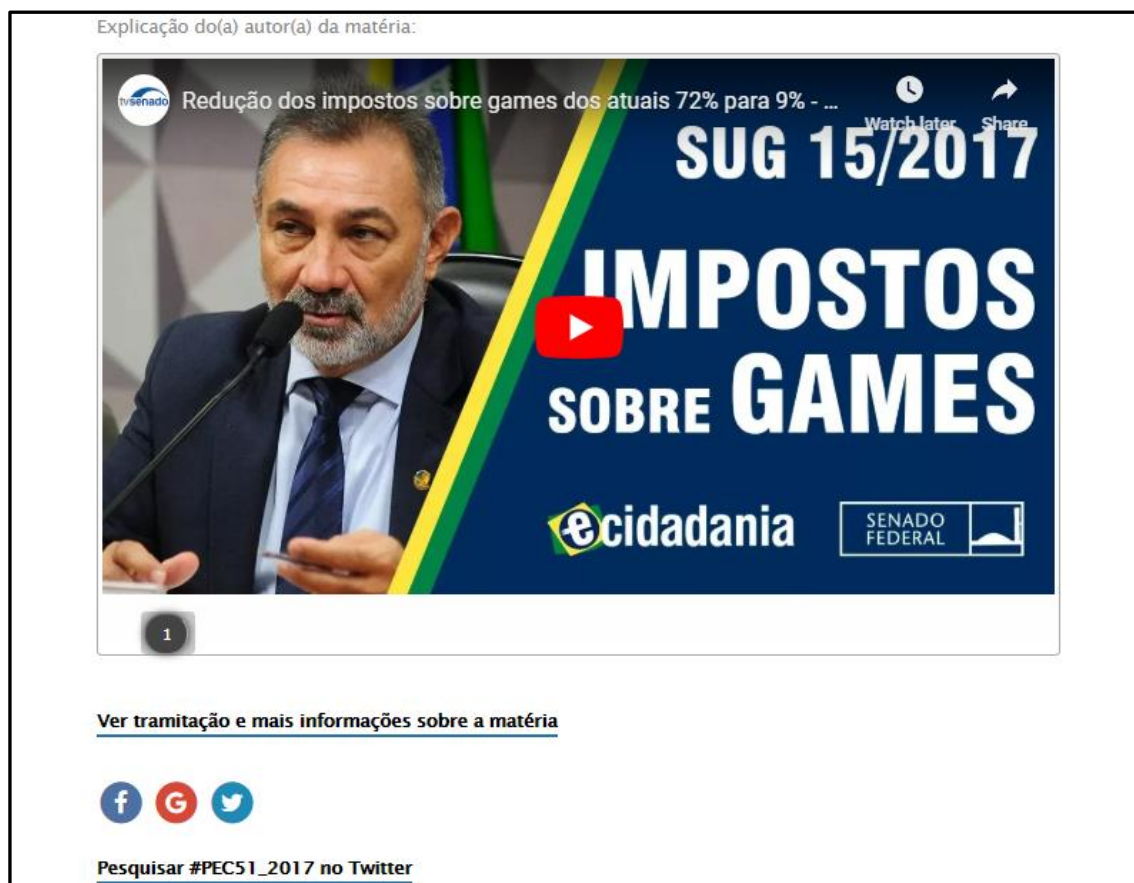 Explicação do(a) autor(a) da matéria:
tvsenado
Redução dos impostos sobre games dos atuais 72% para 9% - ...
Watch later
Share
SUG 15/2017
IMPOSTOS
SOBRE GAMES
ecidadania
SENADO
FEDERAL
1
Ver tramitação e mais informações sobre a matéria
f G
Pesquisar #PEC51_2017 no Twitter